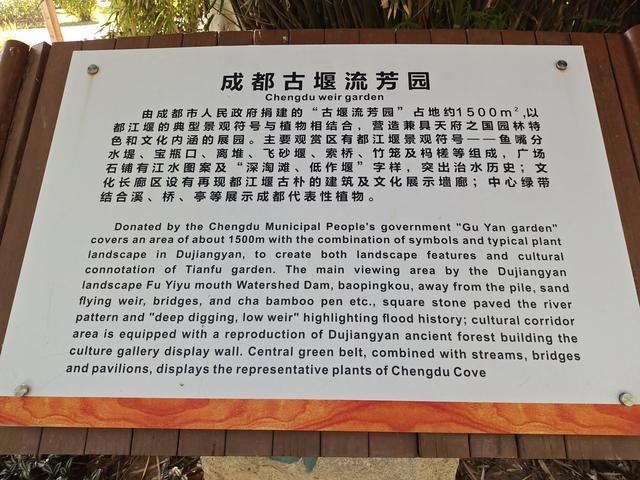 成都古堰流芳园
Chengdu weir garden
由成都市人民政府捐建的“古堰流芳园”占地约1500m²,以
都江堰的典型景观符号与植物相结合，营造兼具天府之国园林特
色和文化内涵的展园。主要观赏区有都江堰景观符号——鱼嘴分
水堤、宝瓶口、离堆、飞砂堰、索桥、竹笼及杩槎等组成，广场
石铺有江水图案及“深淘滩、低作堰”字样，突出治水历史；文
化长廊区设有再现都江堰古朴的建筑及文化展示墙廊；中心绿带
结合溪、桥、亭等展示成都代表性植物。
Donated by the Chengdu Municipal People's government "Gu Yan garden"
covers an area of about 1500m with the combination of symbols and typical plant
landscape in Dujiangyan, to create both landscape features and cultural
connotation of Tianfu garden. The main viewing area by the Dujiangyan
landscape Fu Yiyu mouth Watershed Dam, baopingkou, away from the pile, sand
flying weir, bridges, and cha bamboo pen etc., square stone paved the river
pattern and "deep digging, low weir" highlighting flood history; cultural corridor
area is equipped with a reproduction of Dujiangyan ancient forest building the
culture gallery display wall. Central green belt, combined with streams, bridges
and pavilions, displays the representative plants of Chengdu Cove